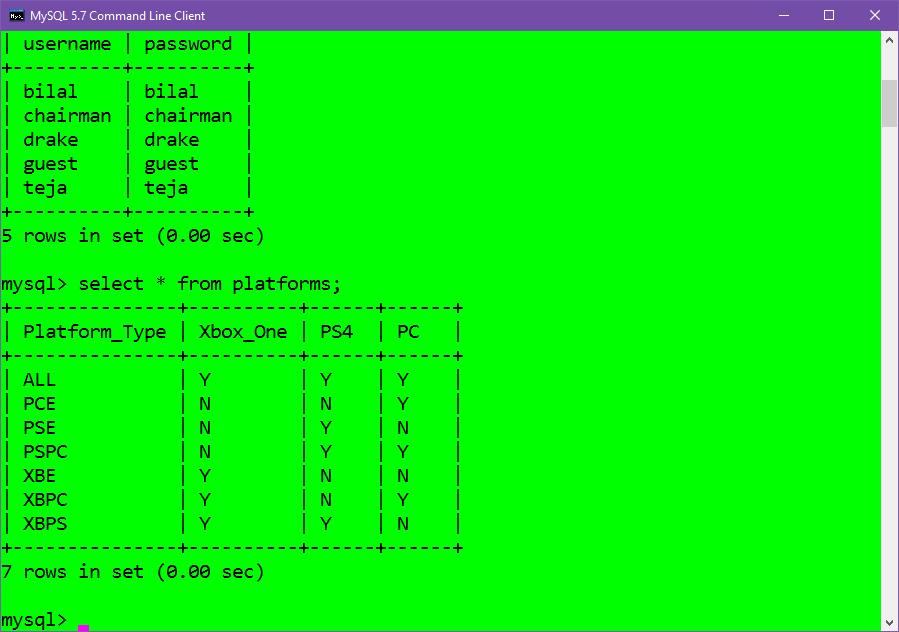 MySQL 5.7 Command Line Client
| username | password |
+----------+----------+
| bilal    | bilal    |
| chairman | chairman |
| drake    | drake    |
| guest    | guest    |
| teja     | teja     |
+----------+----------+
5 rows in set (0.00 sec)

mysql> select * from platforms;
+---------------+----------+------+------+
| Platform_Type | Xbox_One | PS4  | PC   |
+---------------+----------+------+------+
| ALL           | Y        | Y    | Y    |
| PCE           | N        | N    | Y    |
| PSE           | N        | Y    | N    |
| PSPC          | N        | Y    | Y    |
| XBE           | Y        | N    | N    |
| XBPC          | Y        | N    | Y    |
| XBPS          | Y        | Y    | N    |
+---------------+----------+------+------+
7 rows in set (0.00 sec)

mysql>